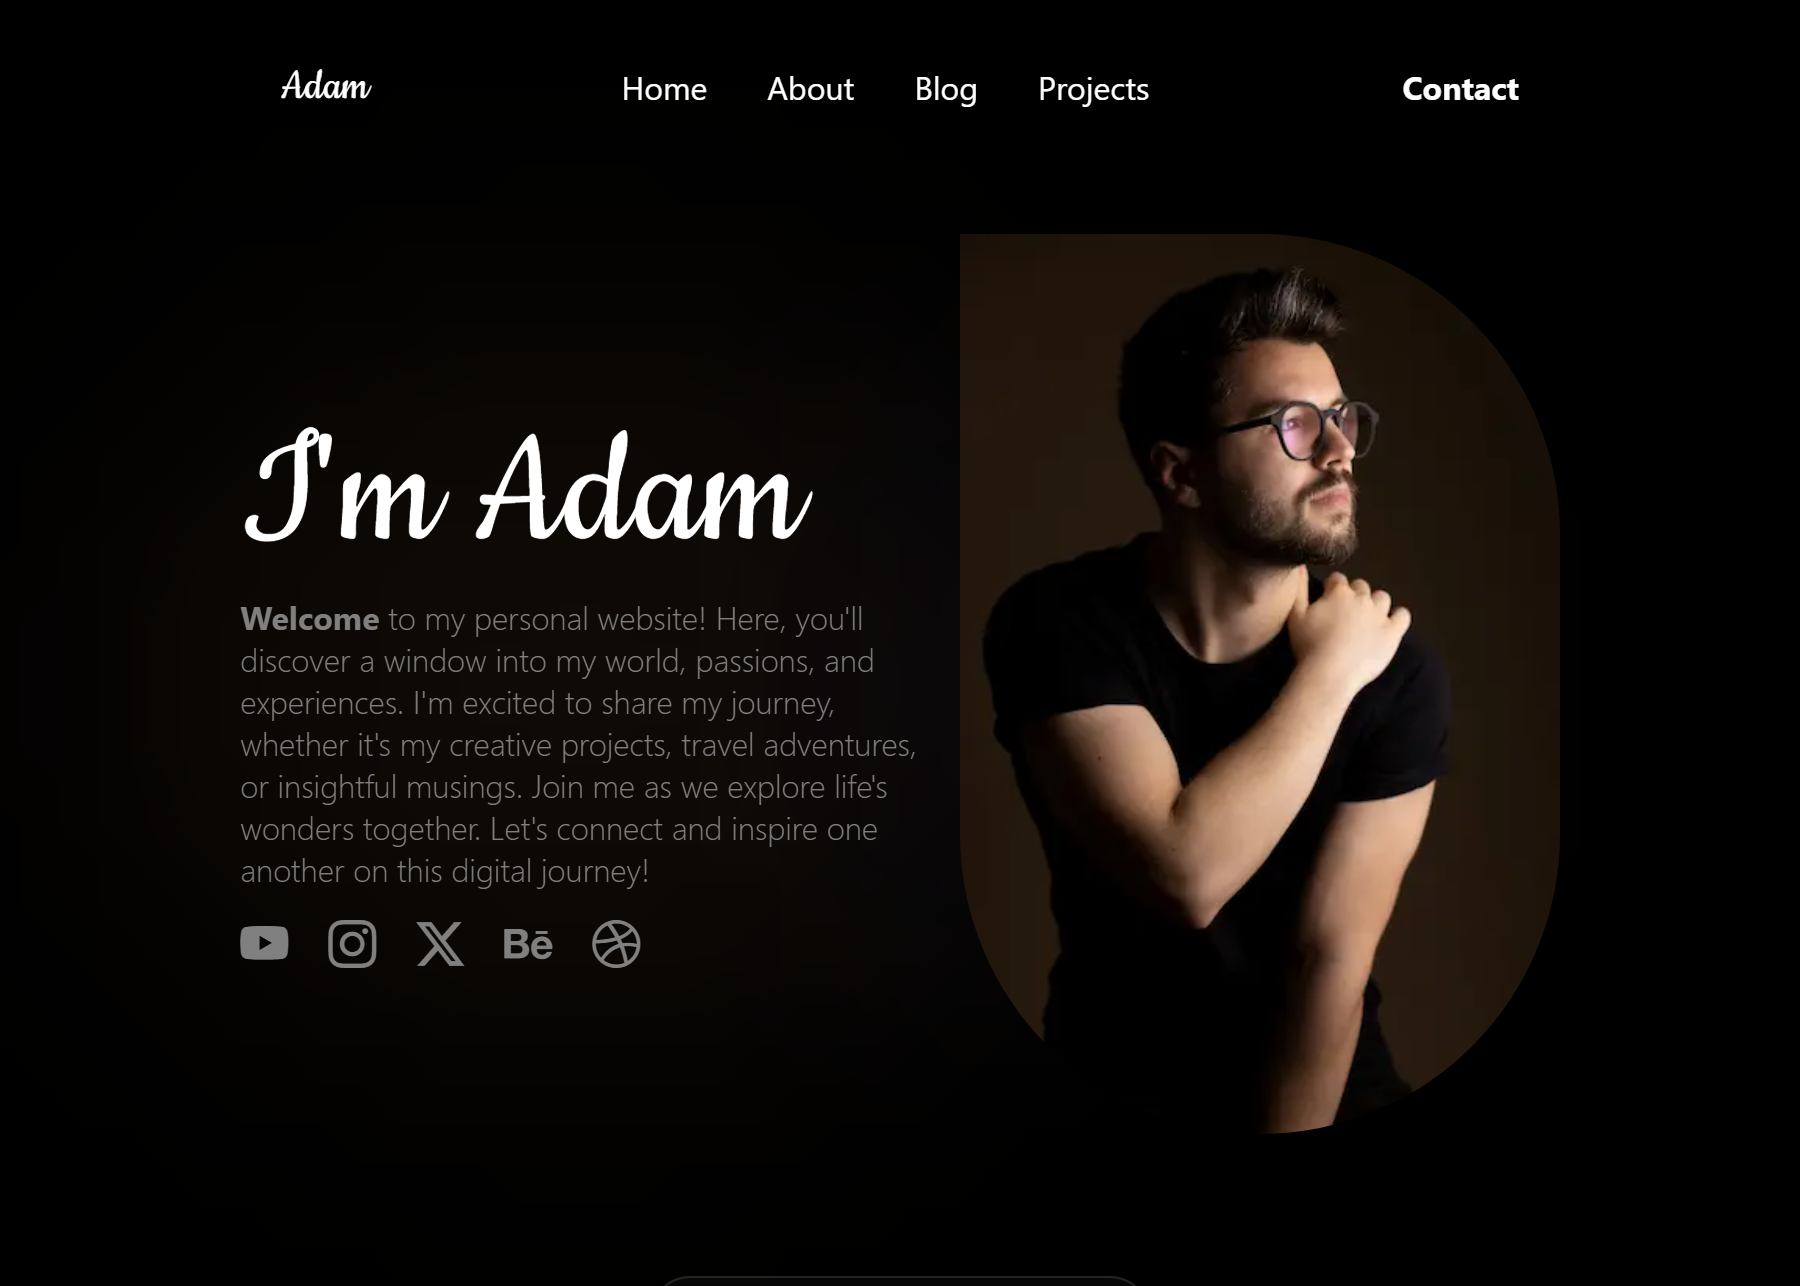 Adam
Home About Blog Projects
Contact
I'm Adam
Welcome to my personal website! Here, you'll
discover a window into my world, passions, and
experiences. I'm excited to share my journey,
whether it's my creative projects, travel adventures,
or insightful musings. Join me as we explore life's
wonders together. Let's connect and inspire one
another on this digital journey!
Bē